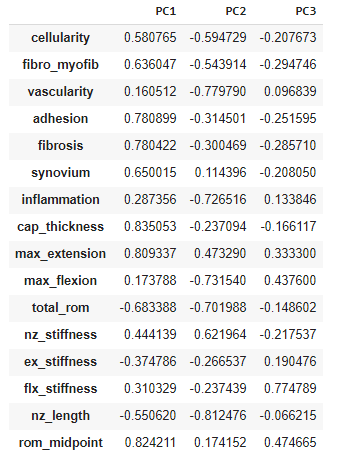 PC1 PC2 PC3
cellularity 0.580765 -0.594729 -0.207673
fibro_myofib 0.636047 -0.543914 -0.294746
vascularity 0.160512 -0.779790 0.096839
adhesion 0.780899 -0.314501 -0.251595
fibrosis 0.780422 -0.300469 -0.285710
synovium 0.650015 0.114396 -0.208050
inflammation 0.287356 -0.726516 0.133846
cap_thickness 0.835053 -0.237094 -0.166117
max_extension 0.809337 0.473290 0.333300
max_flexion 0.173788 -0.731540 0.437600
total_rom -0.683388 -0.701988 -0.148602
nz_stiffness 0.444139 0.621964 -0.217537
ex_stiffness -0.374786 -0.266537 0.190476
flx_stiffness 0.310329 -0.237439 0.774789
nz_length -0.550620 -0.812476 -0.066215
rom_midpoint 0.824211 0.174152 0.474665